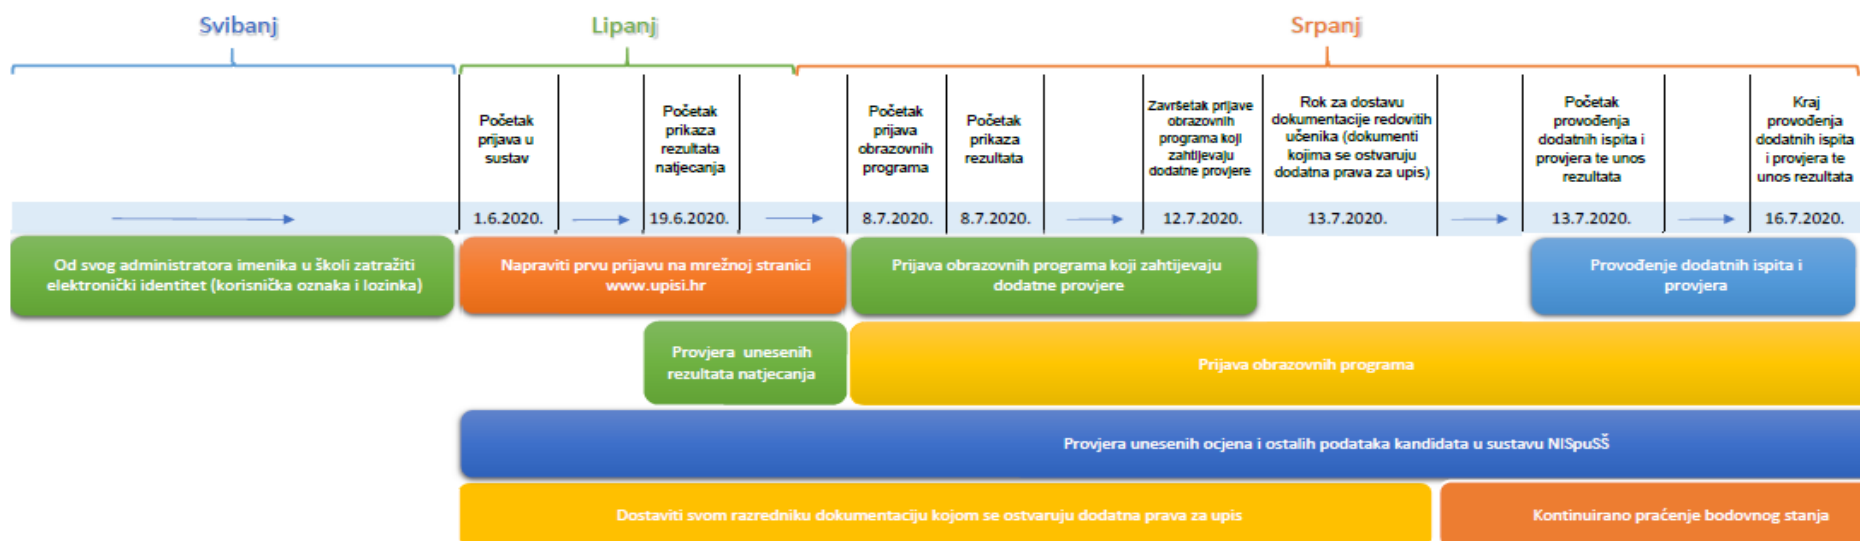 Svibanj
Lipanj
Srpanj
Početak
prijava u
sustav
Početak
prikaza
rezultata
natjecanja
Početak
prijava
obrazovnih
programa
Početak
prikaza
rezultata
Završetak prijave
obrazovnih
programa koji
zahtijevaju
dodatne provjere
Rok za dostavu
dokumentacije redovitih
učenika (dokumenti
kojima se ostvaruju
dodatna prava za upis)
Početak
provođenja
dodatnih ispita i
provjera te unos
rezultata
Kraj
provođenja
dodatnih ispita
i provjera te
unos rezultata
1.6.2020.
19.6.2020.
8.7.2020.
8.7.2020.
12.7.2020.
13.7.2020.
13.7.2020.
16.7.2020.
Od svog administratora imenika u školi zatražiti
elektronički identitet (korisnička oznaka i lozinka)
Napraviti prvu prijavu na mrežnoj stranici
www.upisi.hr
Prijava obrazovnih programa koji zahtijevaju
dodatne provjere
Provođenje dodatnih ispita i
provjera
Provjera unesenih
rezultata natjecanja
Prijava obrazovnih programa
Provjera unesenih ocjena i ostalih podataka kandidata u sustavu NISpuSŠ
Dostaviti svom razredniku dokumentaciju kojom se ostvaruju dodatna prava za upis
Kontinuirano praćenje bodovnog stanja